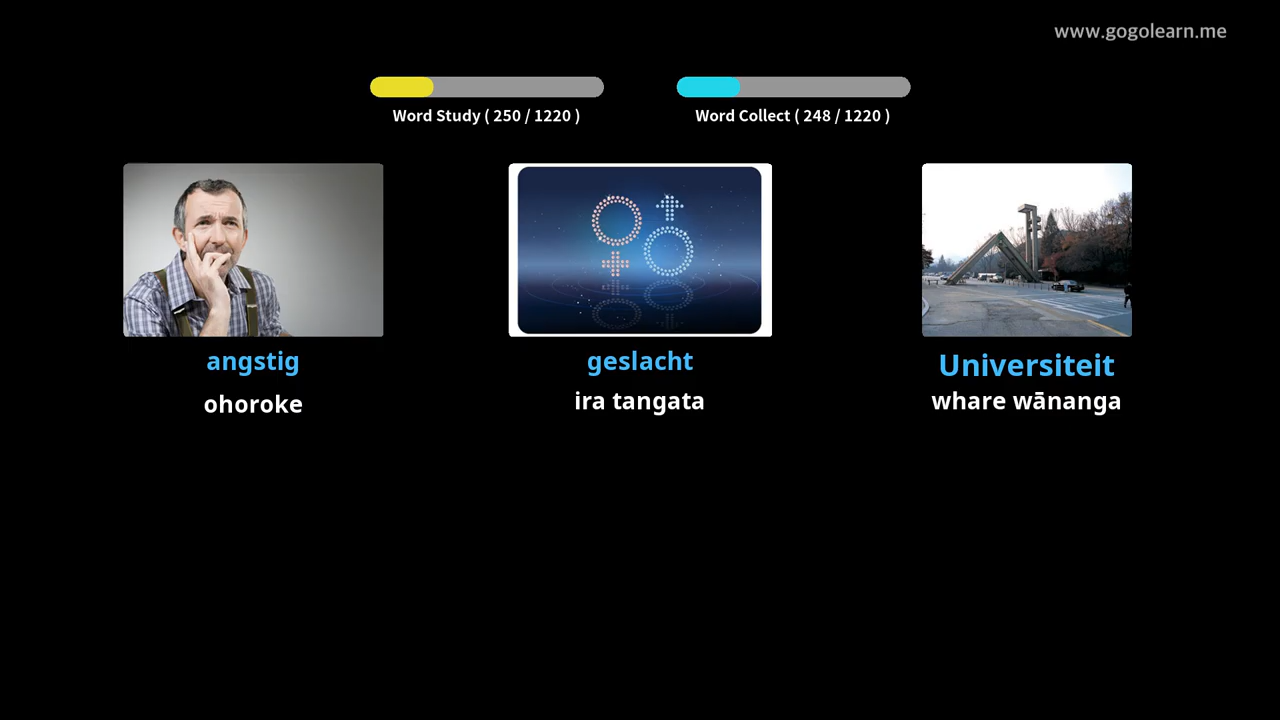 www.gogolearn.me
Word Study ( 250 / 1220 )
Word Collect ( 248 / 1220 )
angstig
ohoroke
geslacht
ira tangata
Universiteit
whare wānanga